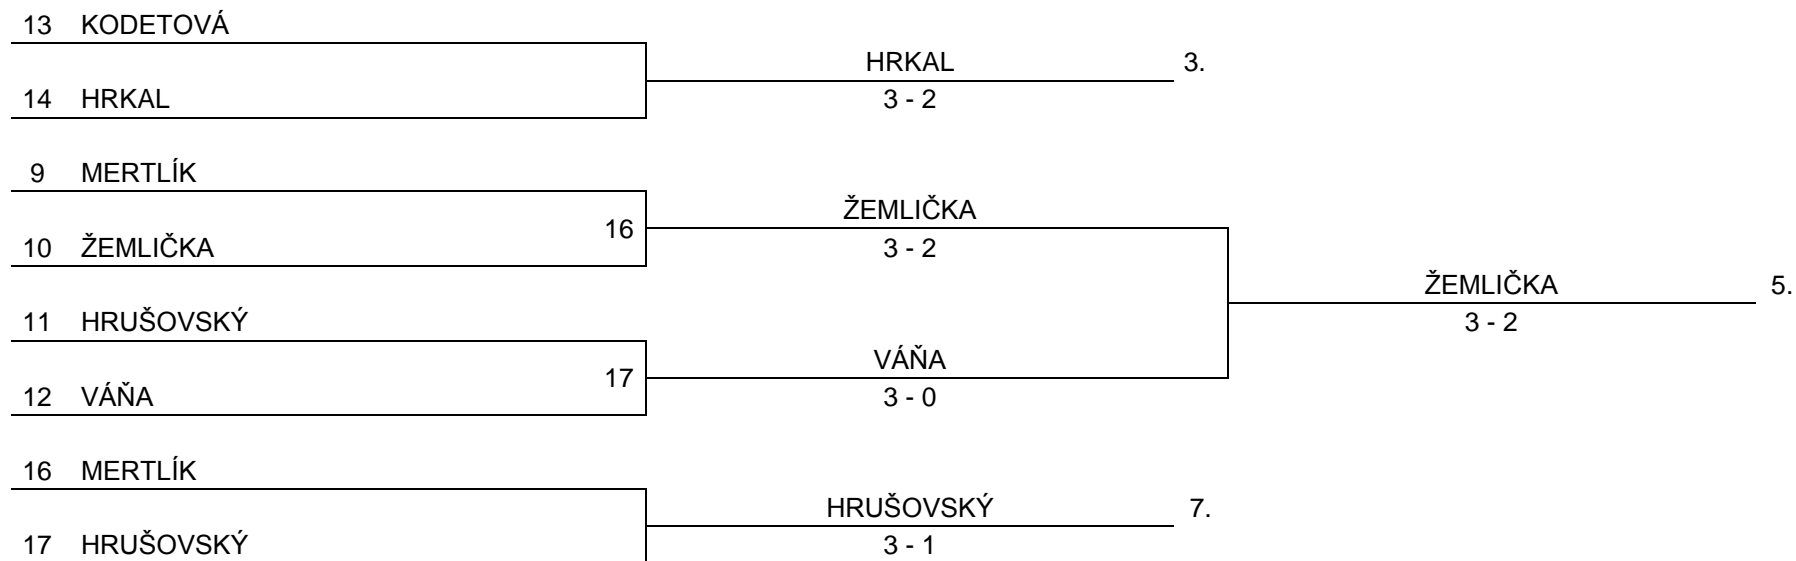 13 KODETOVÁ
HRKAL 3.
14 HRKAL 3 - 2
9 MERTLÍK
ŽEMLIČKA
16
10 ŽEMLIČKA 3 - 2
ŽEMLIČKA 5.
11 HRUŠOVSKÝ 3 - 2
VÁŇA
17
12 VÁŇA 3 - 0
16 MERTLÍK
HRUŠOVSKÝ 7.
17 HRUŠOVSKÝ 3 - 1